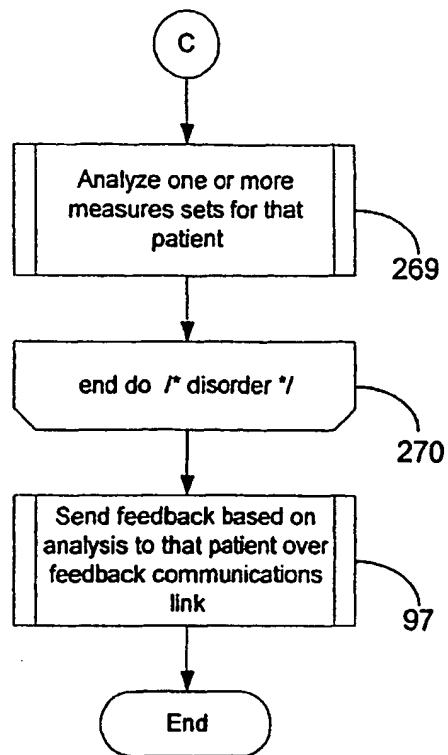 C
Analyze one or more
measures sets for that
patient
269
end do /* disorder */
270
Send feedback based on
analysis to that patient over
feedback communications
link
97
End